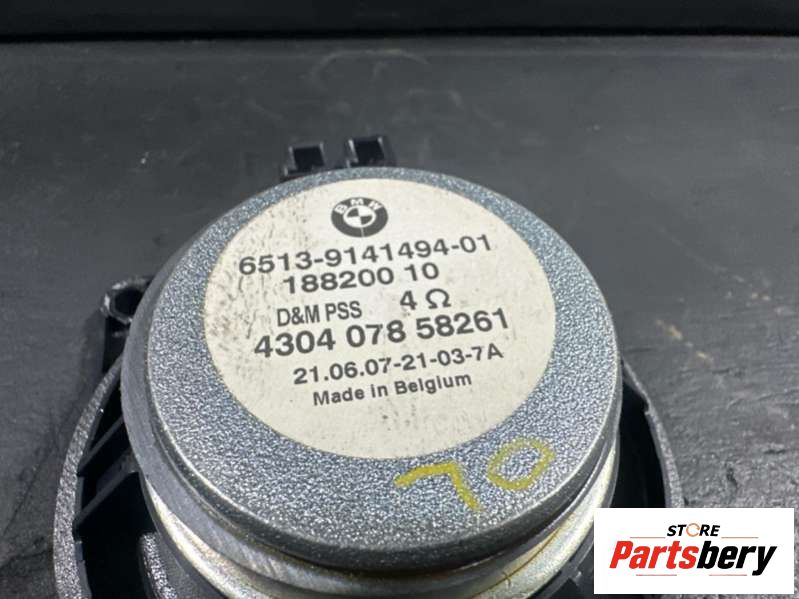 BMW
6513-9141494-01
188200 10
D&M PSS 4 Ω
4304 078 58261
21.06.07-21-03-7A
Made in Belgium
70
STORE
Partsbery